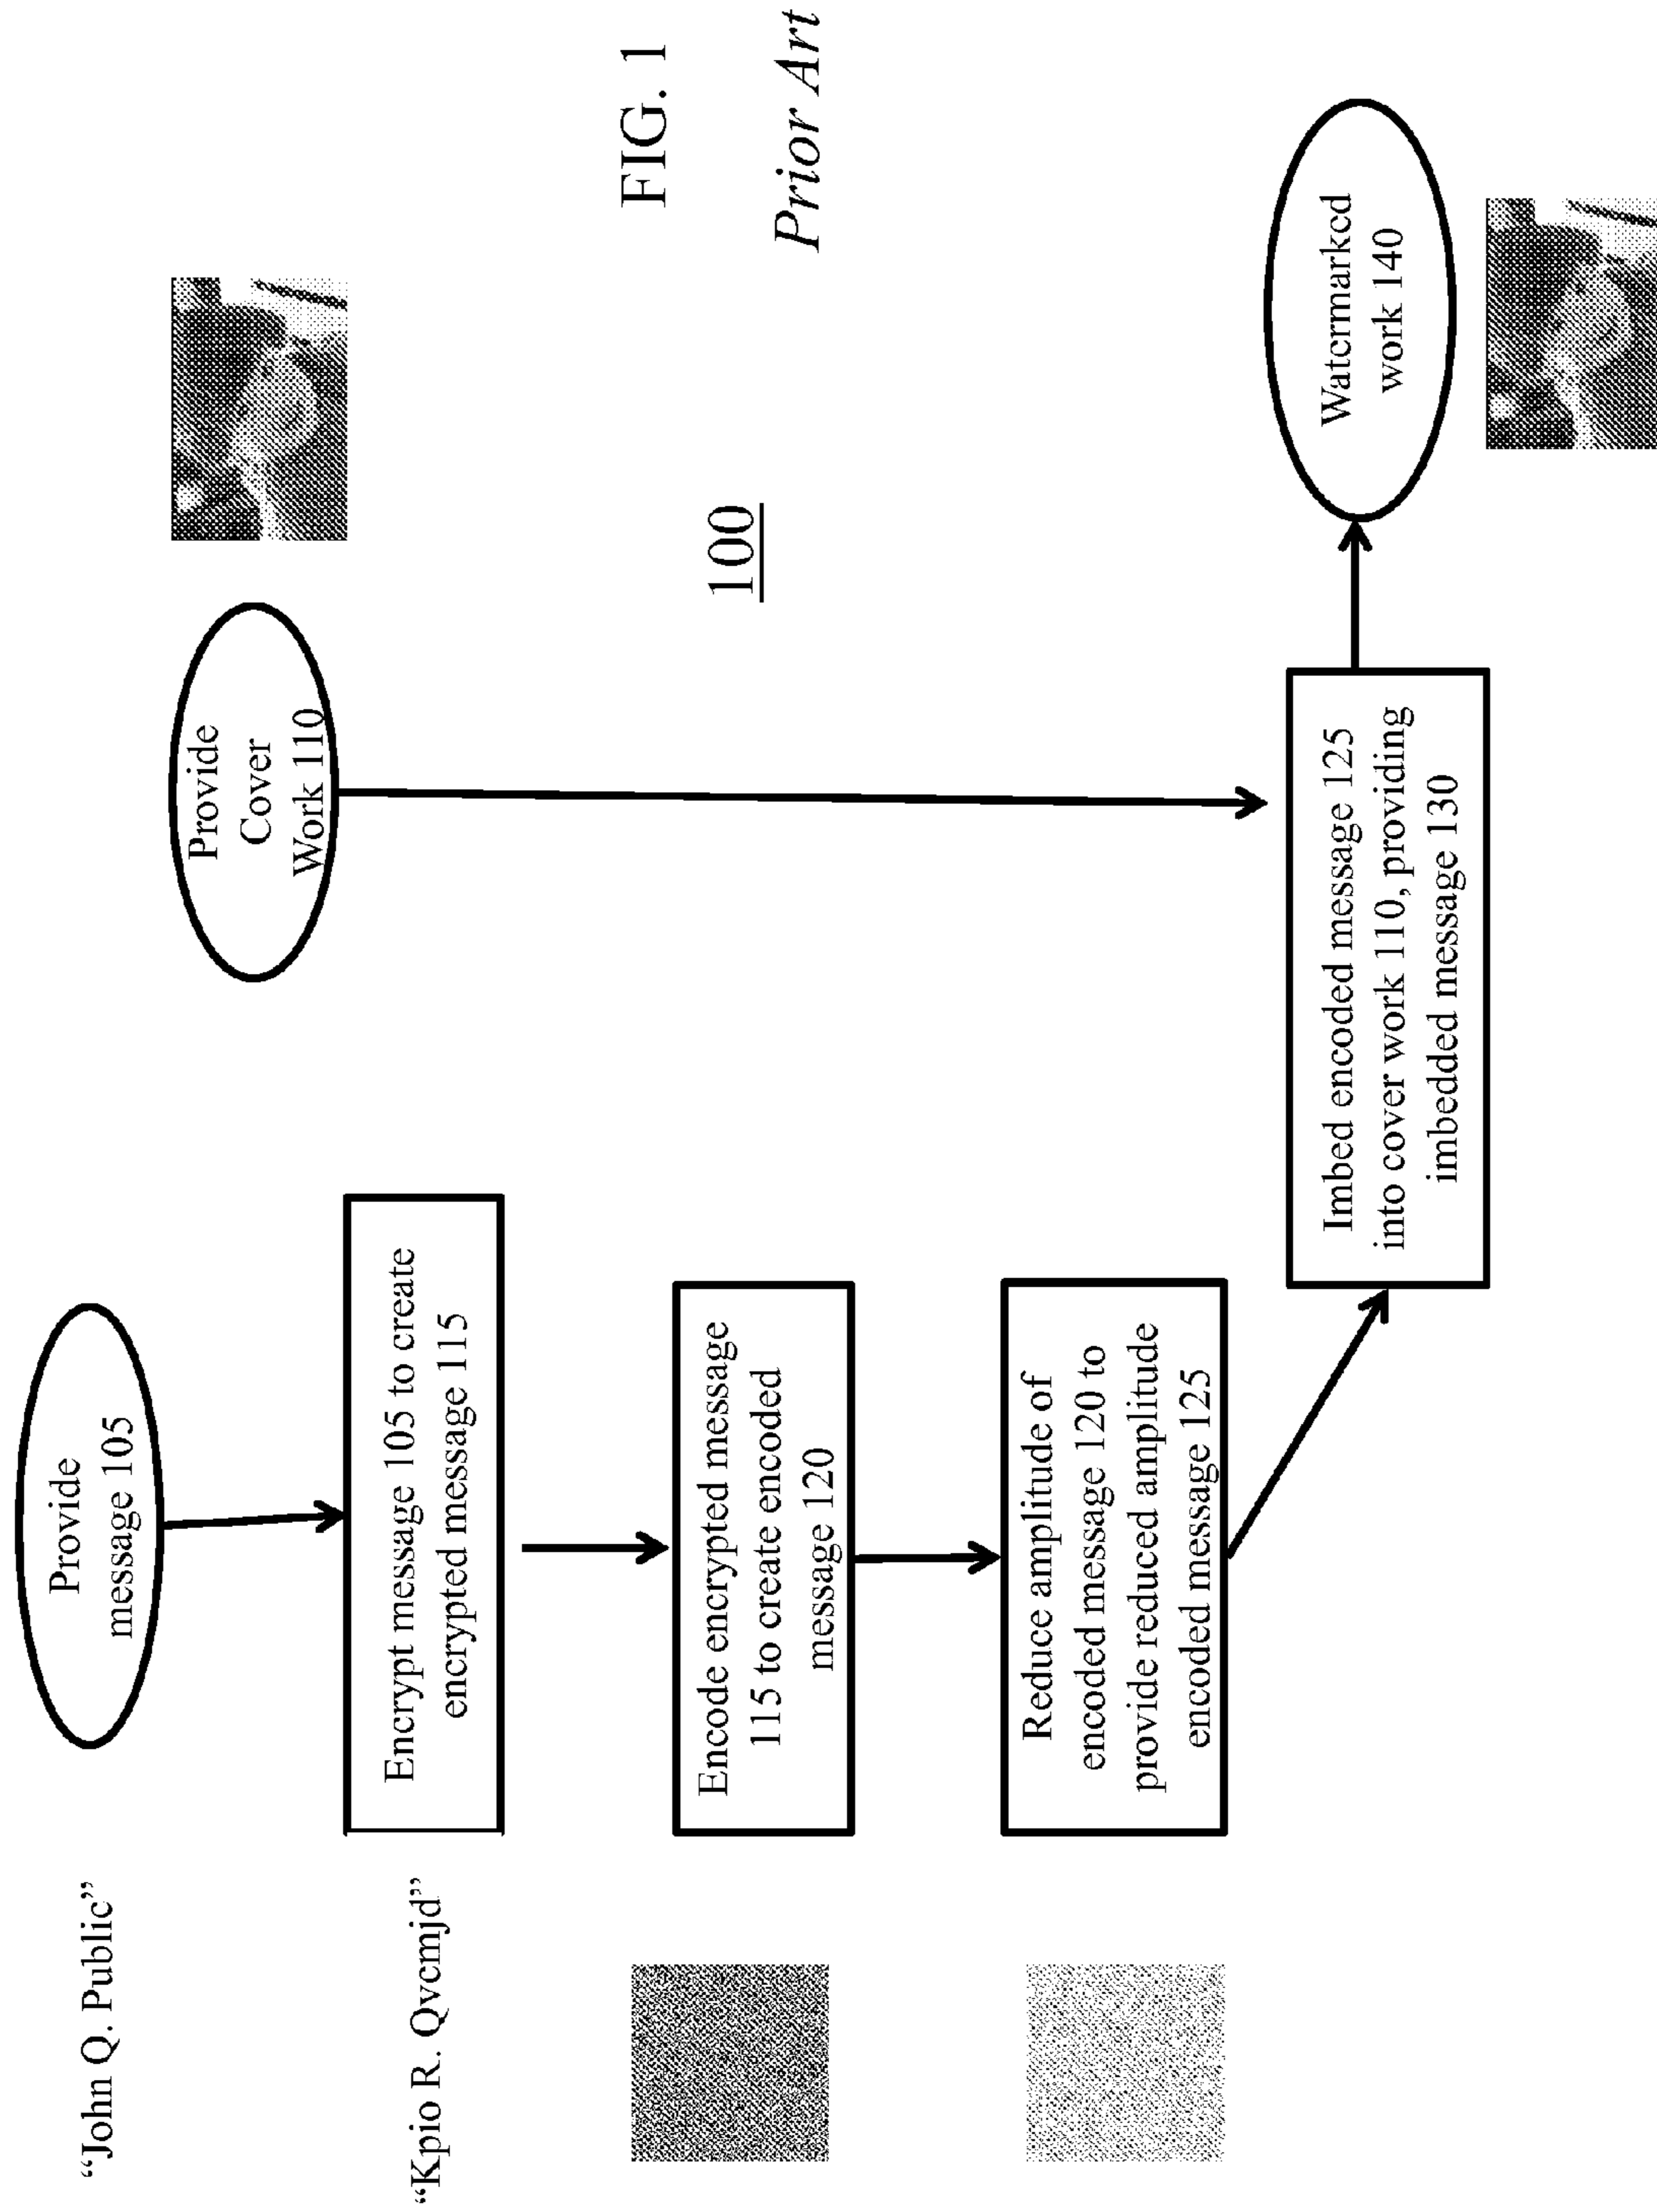 “John Q. Public”
Provide
message 105
Provide
Cover
Work 110
“Kpio R. Qvcmjd”
Encrypt message 105 to create
encrypted message 115
FIG. 1
Prior Art
100
Encode encrypted message
115 to create encoded
message 120
Reduce amplitude of
encoded message 120 to
provide reduced amplitude
encoded message 125
Imbed encoded message 125
into cover work 110, providing
imbedded message 130
Watermarked
work 140